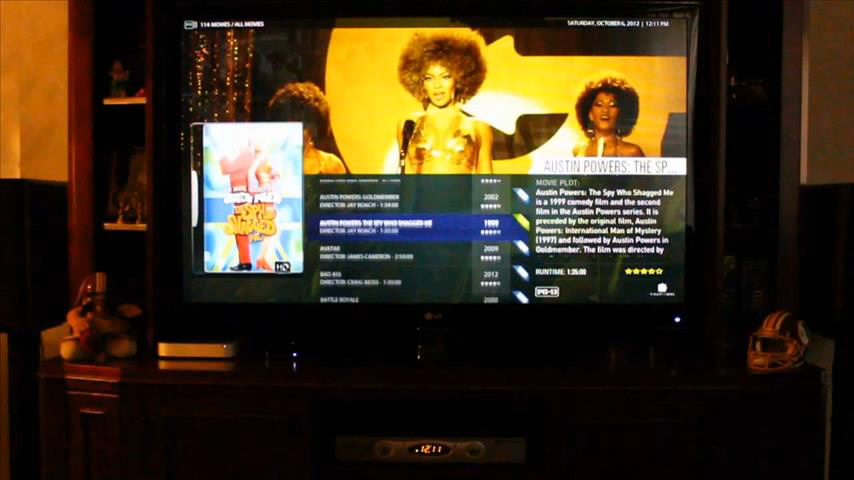 114 MOVIES / ALL MOVIES
SATURDAY, OCTOBER 6, 2012 | 12:11 PM
AUSTIN POWERS: THE SP...
AUSTIN POWERS: GOLDMEMBER 2002
DIRECTOR: JAY ROACH - 1:34:00
AUSTIN POWERS: THE SPY WHO SHAGGED ME 1999
DIRECTOR: JAY ROACH - 1:35:00
AVATAR 2009
DIRECTOR: JAMES CAMERON - 2:50:00
BAD ASS 2012
DIRECTOR: CRAIG MOSS - 1:30:00
BATTLE ROYALE 2000
MOVIE PLOT:
Austin Powers: The Spy Who Shagged Me
is a 1999 comedy film and the second
film in the Austin Powers series. It is
preceded by the original film, Austin
Powers: International Man of Mystery
(1997) and followed by Austin Powers in
Goldmember. The film was directed by
RUNTIME: 1:35:00
PG-13
THE SPY WHO
SHAGGED ME
HD
LG
12:11